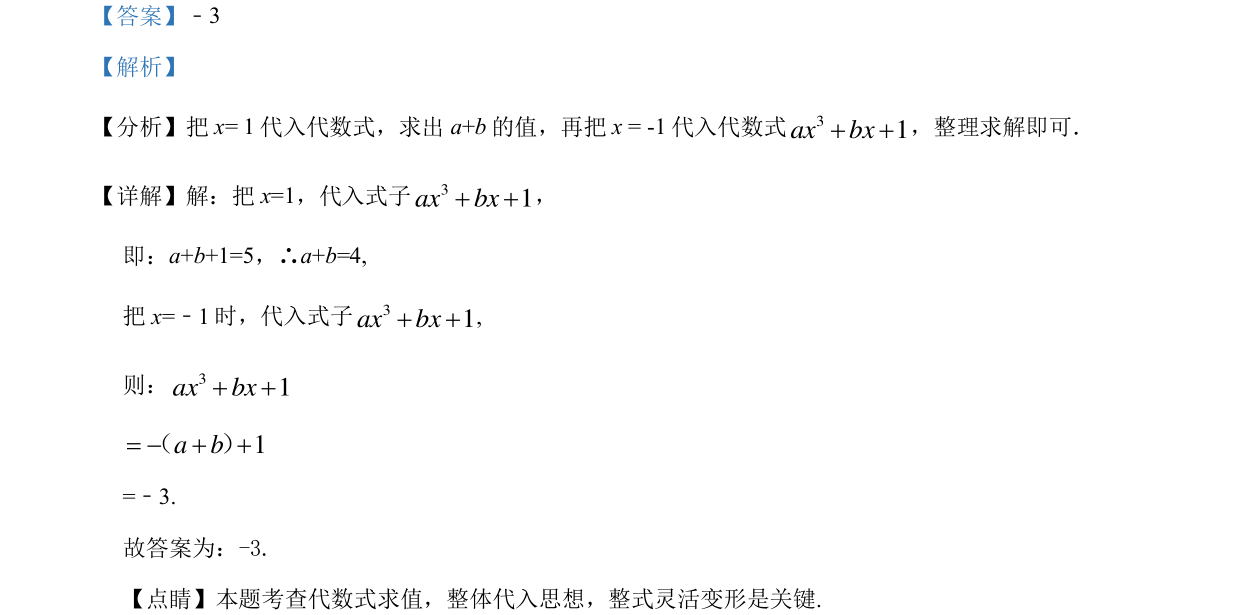 【答案】﹣3
【解析】
【分析】把 x= 1 代入代数式，求出 a+b 的值，再把 x = -1 代入代数式 ax³+bx+1，整理求解即可．
【详解】解：把 x=1，代入式子 ax³+bx+1，
即：a+b+1=5，∴a+b=4,
把 x=﹣1 时，代入式子 ax³+bx+1,
则：ax³+bx+1
=-(a+b)+1
=﹣3.
故答案为：-3.
【点睛】本题考查代数式求值，整体代入思想，整式灵活变形是关键.